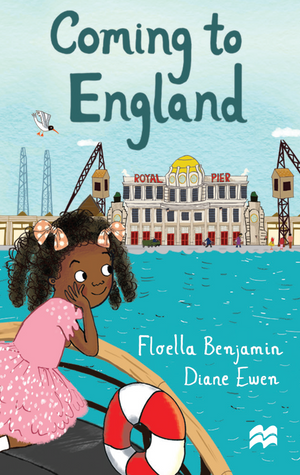 Coming to
England
ROYAL PIER
Floella Benjamin
Diane Ewen